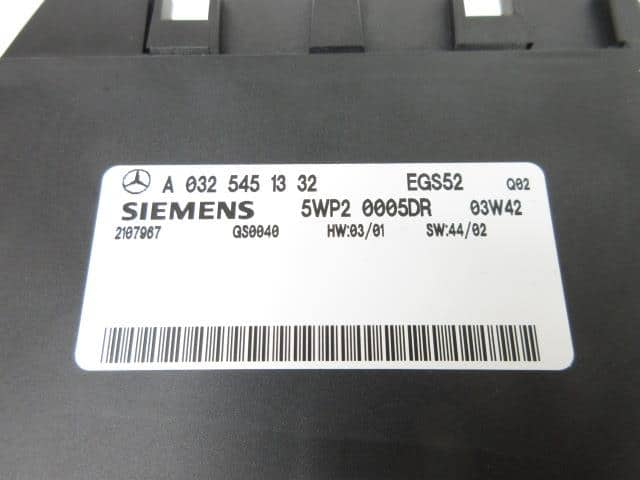 A 032 545 13 32 EGS52 Q02
SIEMENS 5WP2 0005DR 03W42
2107967 QS0040 HW:03/01 SW:44/02